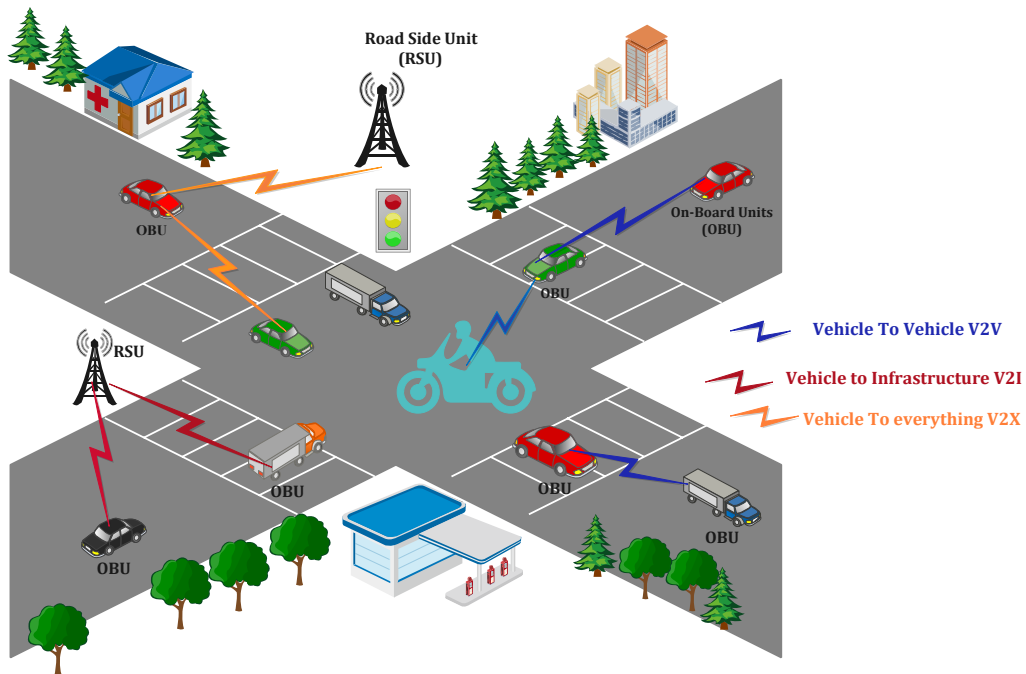 Road Side Unit
(RSU)
OBU
On-Board Units
(OBU)
OBU
Vehicle To Vehicle V2V
RSU
Vehicle to Infrastructure V2I
Vehicle To everything V2X
OBU
OBU
OBU
OBU